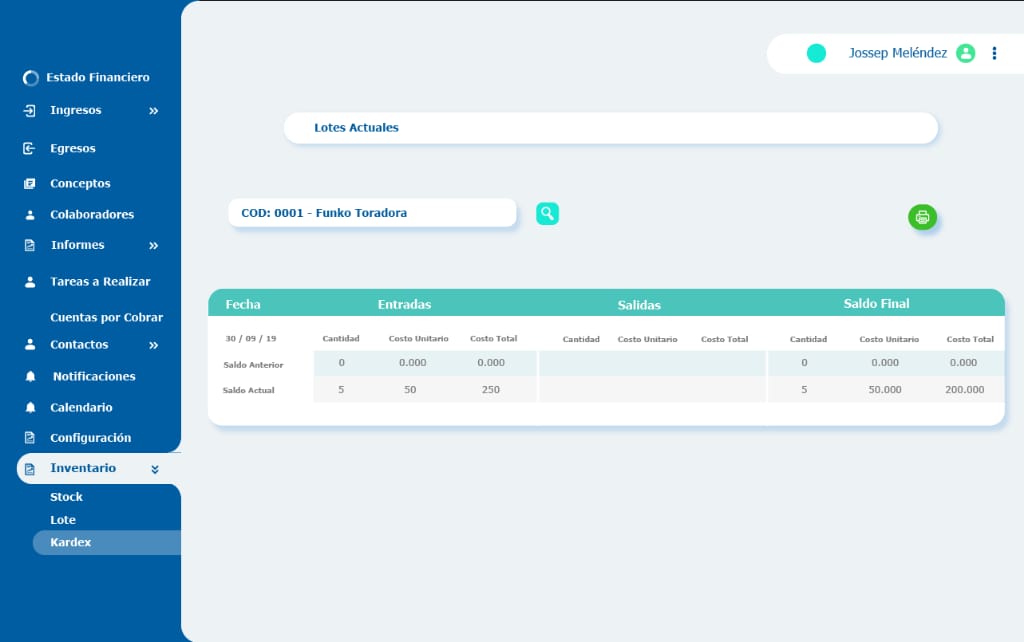 Estado Financiero
Ingresos
Egresos
Conceptos
Colaboradores
Informes
Tareas a Realizar
Cuentas por Cobrar
Contactos
Notificaciones
Calendario
Configuración
Inventario
Stock
Lote
Kardex
Jossep Meléndez
Lotes Actuales
COD: 0001 - Funko Toradora
Fecha Entradas Salidas Saldo Final
30 / 09 / 19 Cantidad Costo Unitario Costo Total Cantidad Costo Unitario Costo Total Cantidad Costo Unitario Costo Total
Saldo Anterior 0 0.000 0.000 0 0.000 0.000
Saldo Actual 5 50 250 5 50.000 200.000